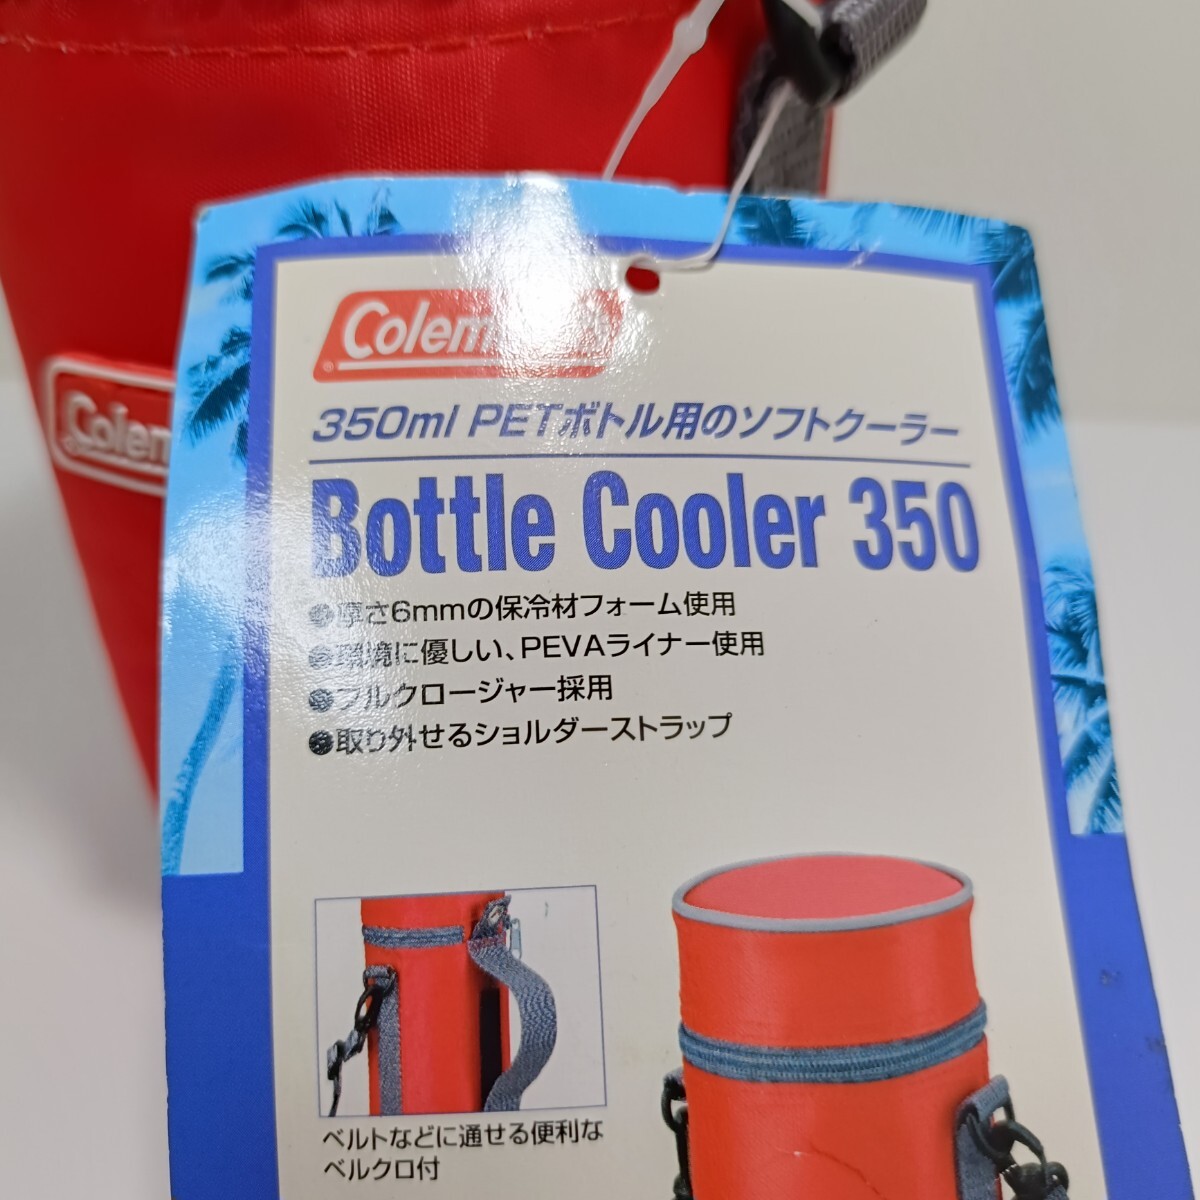 Coleman
Coleman
350ml PETボトル用のソフトクーラー
Bottle Cooler 350
●厚さ6mmの保冷材フォーム使用
●環境に優しい、PEVAライナー使用
●フルクロージャー採用
●取り外せるショルダーストラップ
ベルトなどに通せる便利な
ベルクロ付